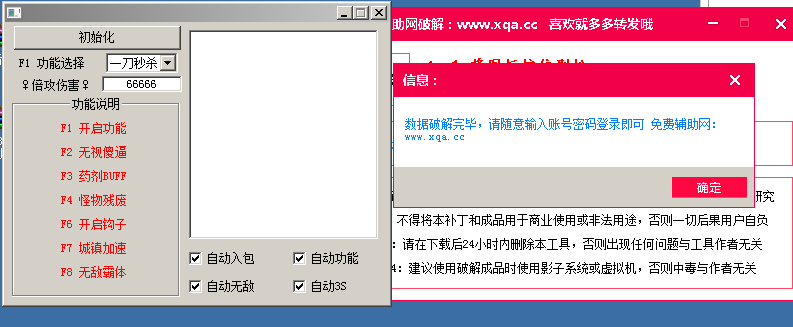 初始化
F1 功能选择 一刀秒杀
♀倍攻伤害♀ 66666
功能说明
F1 开启功能
F2 无视傻逼
F3 药剂BUFF
F4 怪物残废
F6 开启钩子
F7 城镇加速
F8 无敌霸体
自动入包 自动功能
自动无敌 自动3S
助网破解：www.xqa.cc 喜欢就多多转发哦
信息：
数据破解完毕，请随意输入账号密码登录即可 免费辅助网：
www.xqa.cc
确定
研究
不得将本补丁和成品用于商业使用或非法用途，否则一切后果用户自负
：请在下载后24小时内删除本工具，否则出现任何问题与工具作者无关
4：建议使用破解成品时使用影子系统或虚拟机，否则中毒与作者无关